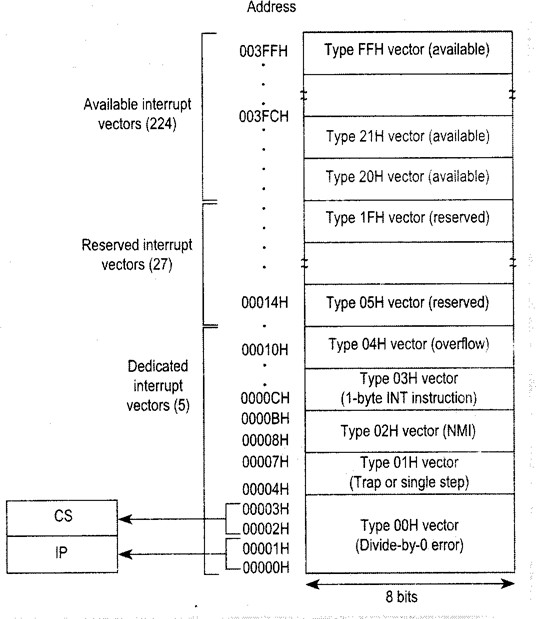 Address
003FFH
Type FFH vector (available)
Available interrupt
vectors (224)
003FCH
Type 21H vector (available)
Type 20H vector (available)
Type 1FH vector (reserved)
Reserved interrupt
vectors (27)
00014H
Type 05H vector (reserved)
00010H
Type 04H vector (overflow)
Dedicated
interrupt
vectors (5)
0000CH
Type 03H vector
(1-byte INT instruction)
0000BH
00008H
Type 02H vector (NMI)
00007H
00004H
Type 01H vector
(Trap or single step)
00003H
00002H
CS
Type 00H vector
(Divide-by-0 error)
00001H
00000H
IP
8 bits